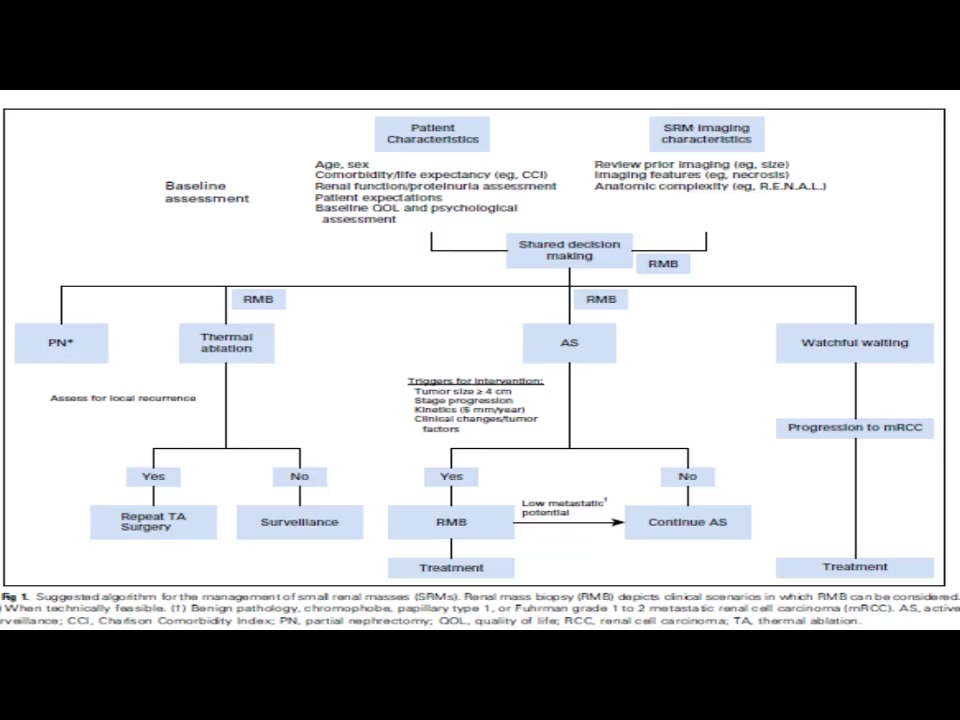 Patient
Characteristics
SRM imaging
characteristics
Baseline
assessment
Age, sex
Comorbidity/life expectancy (eg, CCI)
Renal function/proteinuria assessment
Patient expectations
Baseline QOL and psychological
assessment
Review prior imaging (eg, size)
Imaging features (eg, necrosis)
Anatomic complexity (eg, R.E.N.A.L.)
Shared decision
making
RMB
RMB
RMB
PN*
Thermal
ablation
AS
Watchful waiting
Assess for local recurrence
Triggers for intervention:
Tumor size ≥ 4 cm
Stage progression
Kinetics (5 mm/year)
Clinical changes/tumor
factors
Progression to mRCC
Yes
No
Yes
No
Repeat TA
Surgery
Surveillance
RMB
Low metastatic†
potential
Continue AS
Treatment
Treatment
Fig 1. Suggested algorithm for the management of small renal masses (SRMs). Renal mass biopsy (RMB) depicts clinical scenarios in which RMB can be considered.
) When technically feasible. (†) Benign pathology, chromophobe, papillary type 1, or Fuhrman grade 1 to 2 metastatic renal cell carcinoma (mRCC). AS, active
rveillance; CCI, Charlson Comorbidity Index; PN, partial nephrectomy; QOL, quality of life; RCC, renal cell carcinoma; TA, thermal ablation.